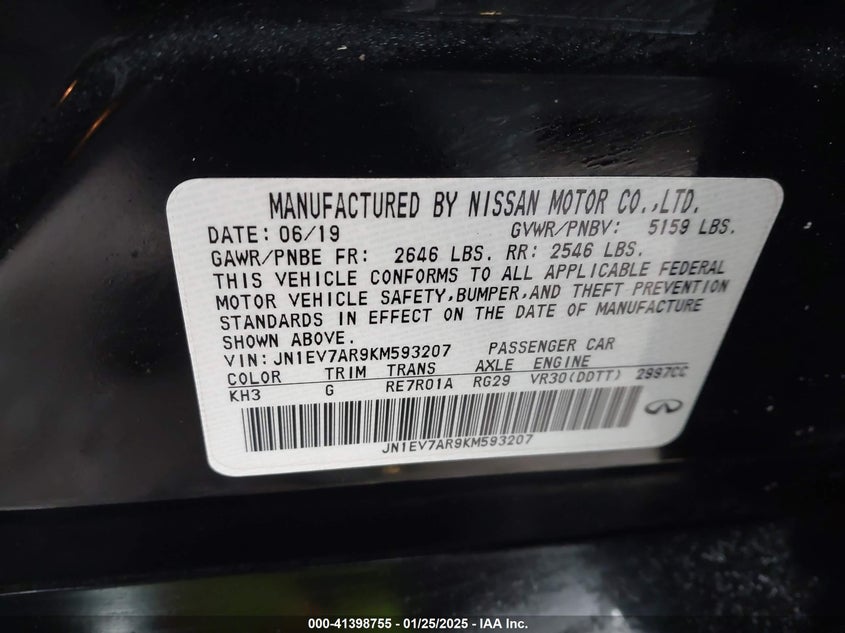 MANUFACTURED BY NISSAN MOTOR CO.,LTD.
DATE: 06/19 GVWR/PNBV: 5159 LBS.
GAWR/PNBE FR: 2646 LBS. RR: 2546 LBS.
THIS VEHICLE CONFORMS TO ALL APPLICABLE FEDERAL
MOTOR VEHICLE SAFETY,BUMPER,AND THEFT PREVENTION
STANDARDS IN EFFECT ON THE DATE OF MANUFACTURE
SHOWN ABOVE.
VIN: JN1EV7AR9KM593207 PASSENGER CAR
COLOR TRIM TRANS AXLE ENGINE
KH3 G RE7R01A RG29 VR30(DDTT) 2997CC
JN1EV7AR9KM593207
000-41398755 - 01/25/2025 - IAA Inc.